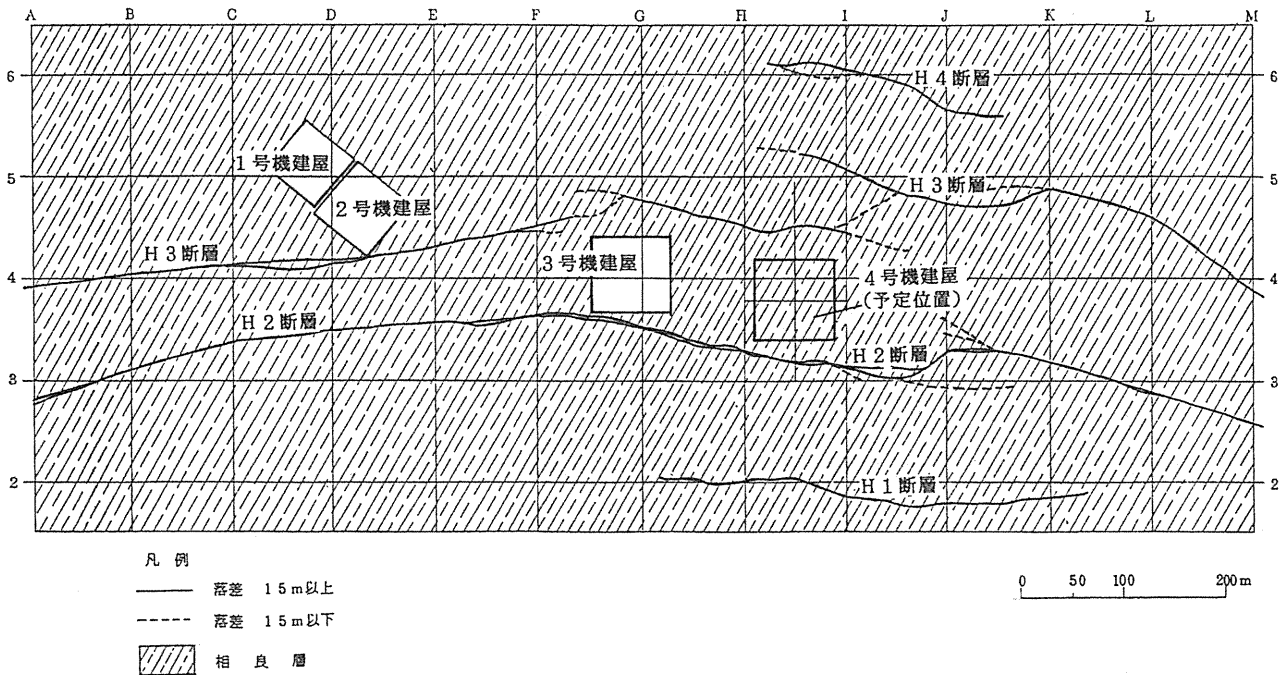 A B C D E F G H I J K L M
6 6
H4断層
1号機建屋
5 5
H3断層
2号機建屋
H3断層
3号機建屋
4 4
4号機建屋
(予定位置)
H2断層
H2断層
3 3
2 2
H1断層
凡 例
落差 15m以上
落差 15m以下
相 良 層
0 50 100 200m